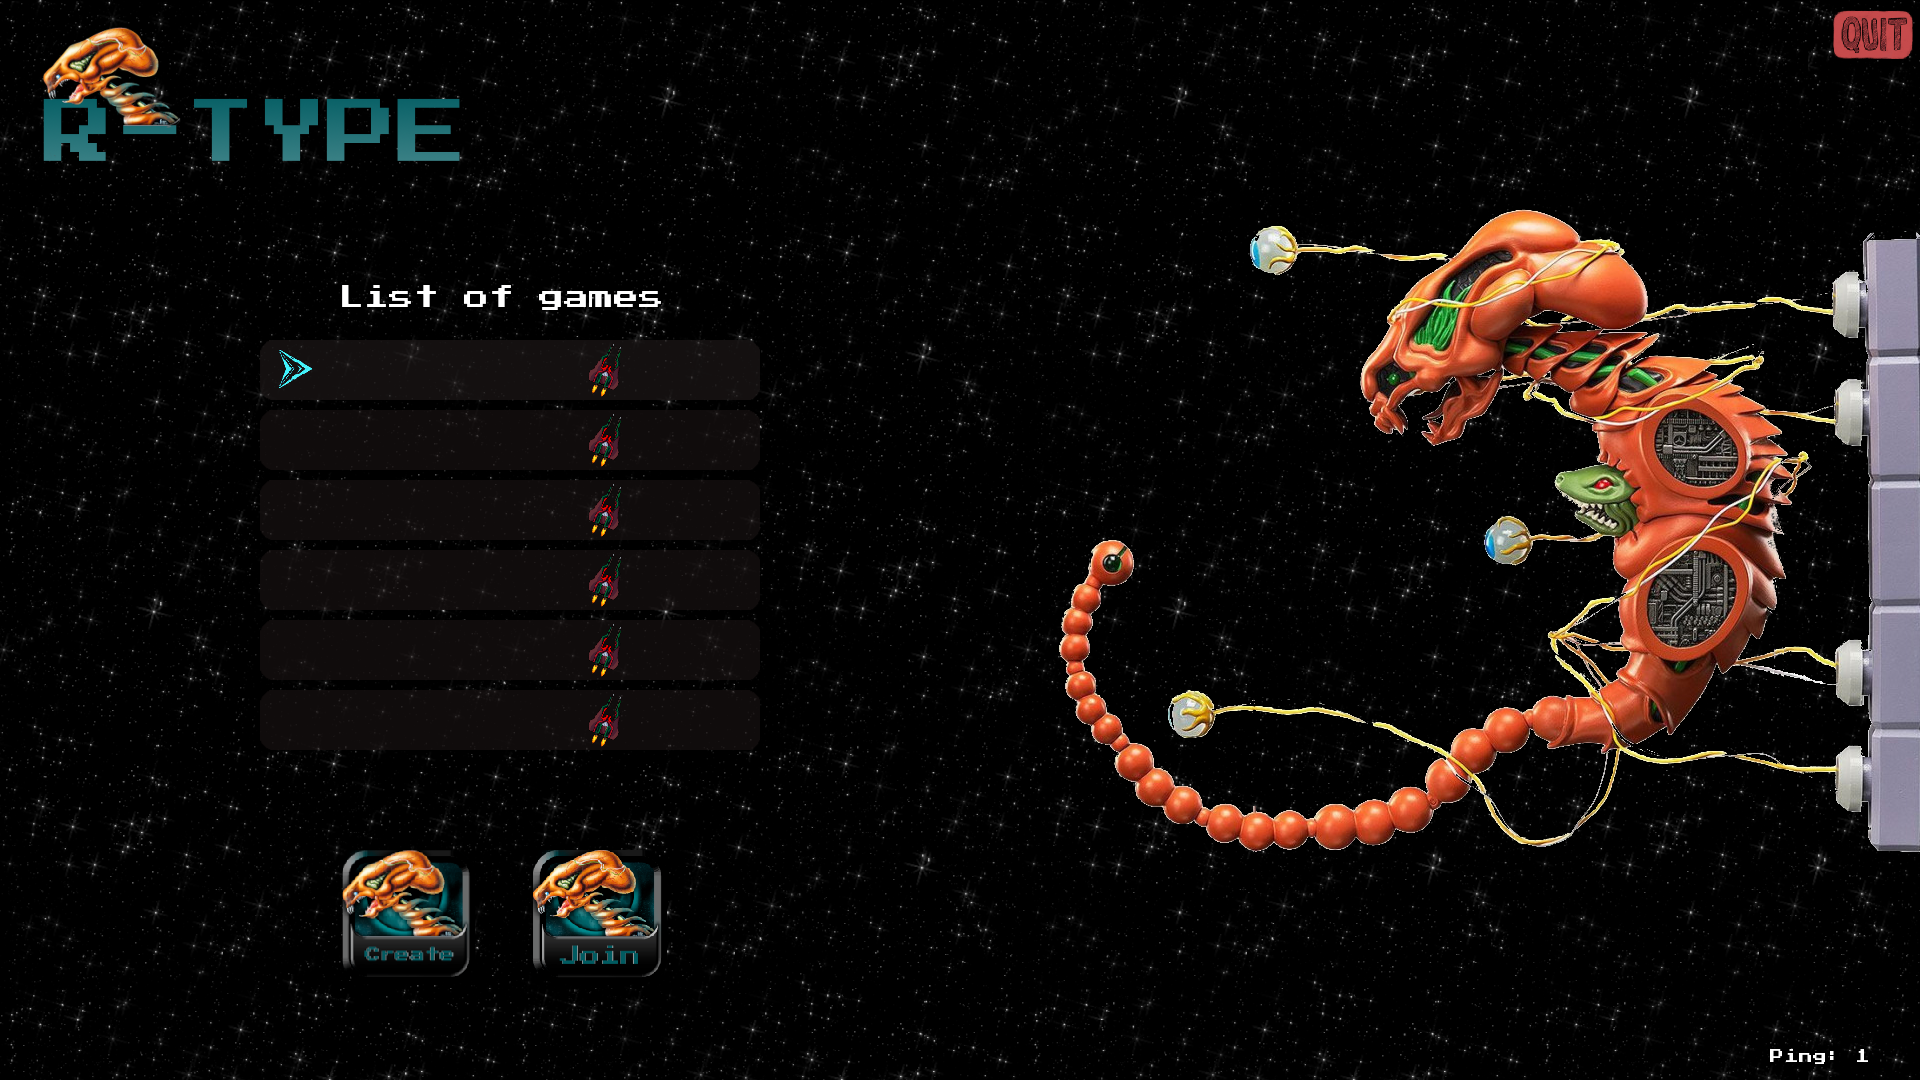 QUIT
R-TYPE
List of games
Create
Join
Ping: 1